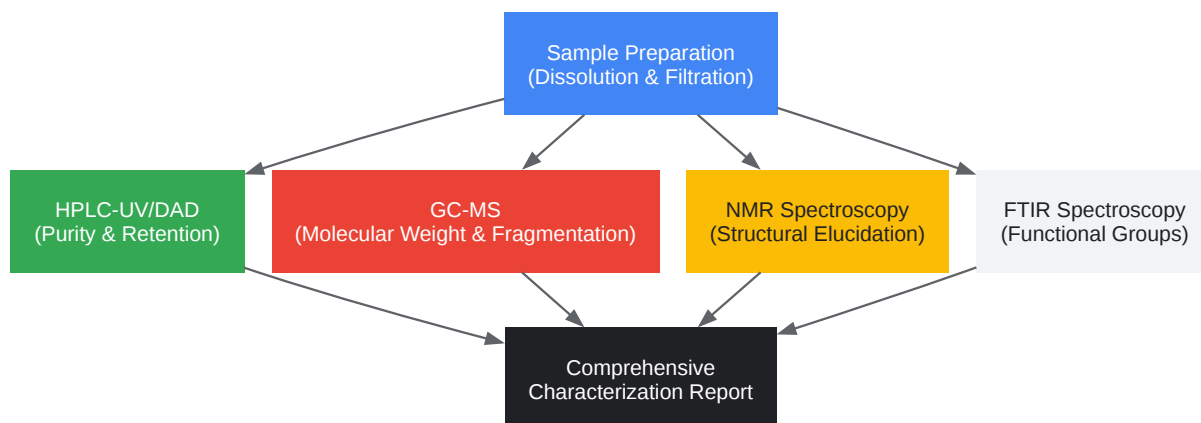 Sample Preparation
(Dissolution & Filtration)
HPLC-UV/DAD
(Purity & Retention)
GC-MS
(Molecular Weight & Fragmentation)
NMR Spectroscopy
(Structural Elucidation)
FTIR Spectroscopy
(Functional Groups)
Comprehensive
Characterization Report